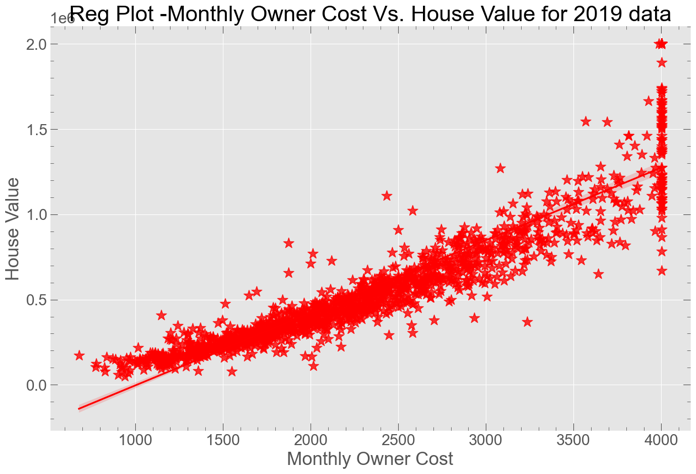 Reg Plot -Monthly Owner Cost Vs. House Value for 2019 data
1e6
2.0
1.5
1.0
0.5
0.0
House Value
1000 1500 2000 2500 3000 3500 4000
Monthly Owner Cost